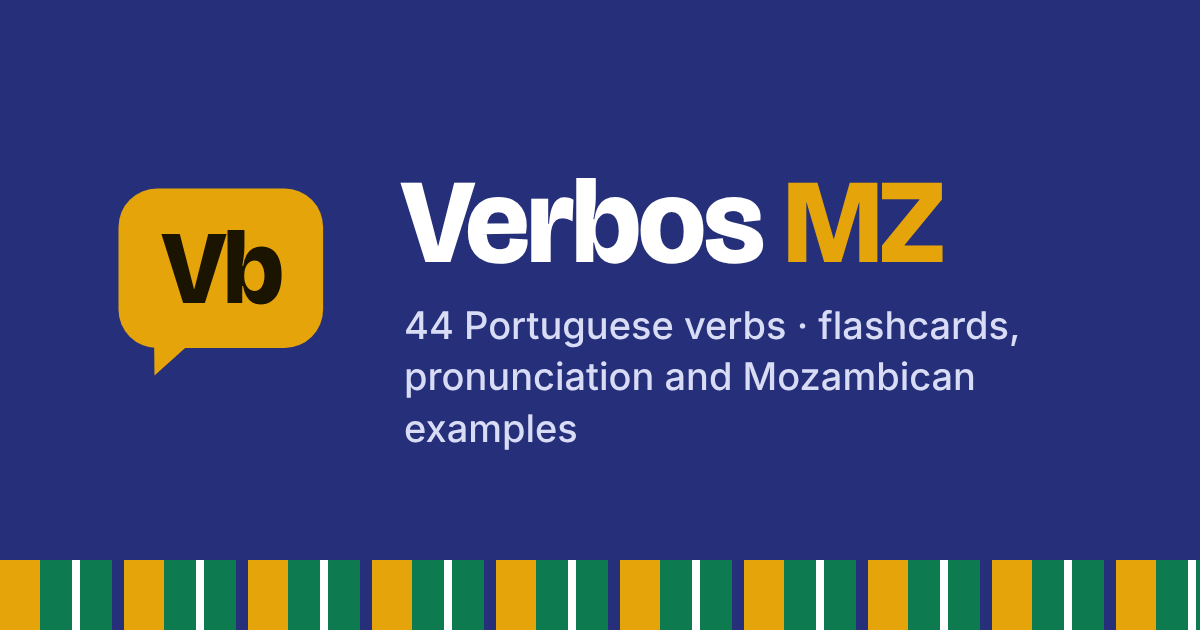 Vb
Verbos MZ
44 Portuguese verbs · flashcards,
pronunciation and Mozambican
examples